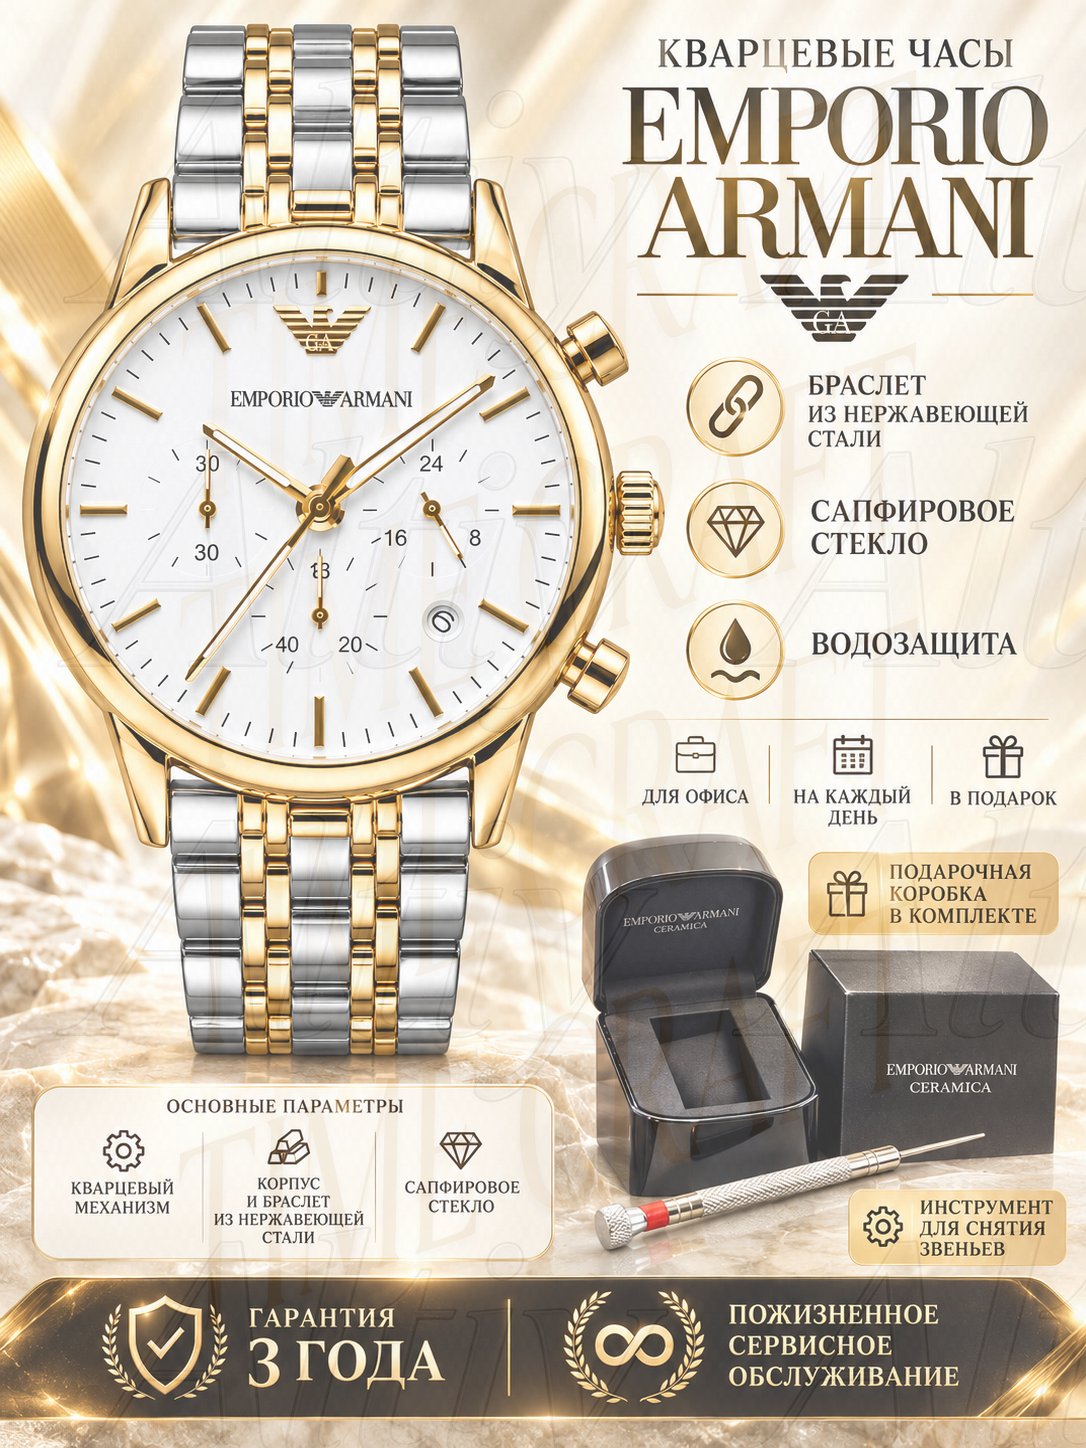 КВАРЦЕВЫЕ ЧАСЫ
EMPORIO
ARMANI
GA
GA
EMPORIO ARMANI
30
24
30
16
8
18
40
20
6
БРАСЛЕТ
ИЗ НЕРЖАВЕЮЩЕЙ
СТАЛИ
САПФИРОВОЕ
СТЕКЛО
ВОДОЗАЩИТА
ДЛЯ ОФИСА
НА КАЖДЫЙ
ДЕНЬ
В ПОДАРОК
ПОДАРОЧНАЯ
КОРОБКА
В КОМПЛЕКТЕ
EMPORIO ARMANI
CERAMICA
EMPORIO ARMANI
CERAMICA
ИНСТРУМЕНТ
ДЛЯ СНЯТИЯ
ЗВЕНЬЕВ
ОСНОВНЫЕ ПАРАМЕТРЫ
КВАРЦЕВЫЙ
МЕХАНИЗМ
КОРПУС
И БРАСЛЕТ
ИЗ НЕРЖАВЕЮЩЕЙ
СТАЛИ
САПФИРОВОЕ
СТЕКЛО
ГАРАНТИЯ
3 ГОДА
ПОЖИЗНЕННОЕ
СЕРВИСНОЕ
ОБСЛУЖИВАНИЕ